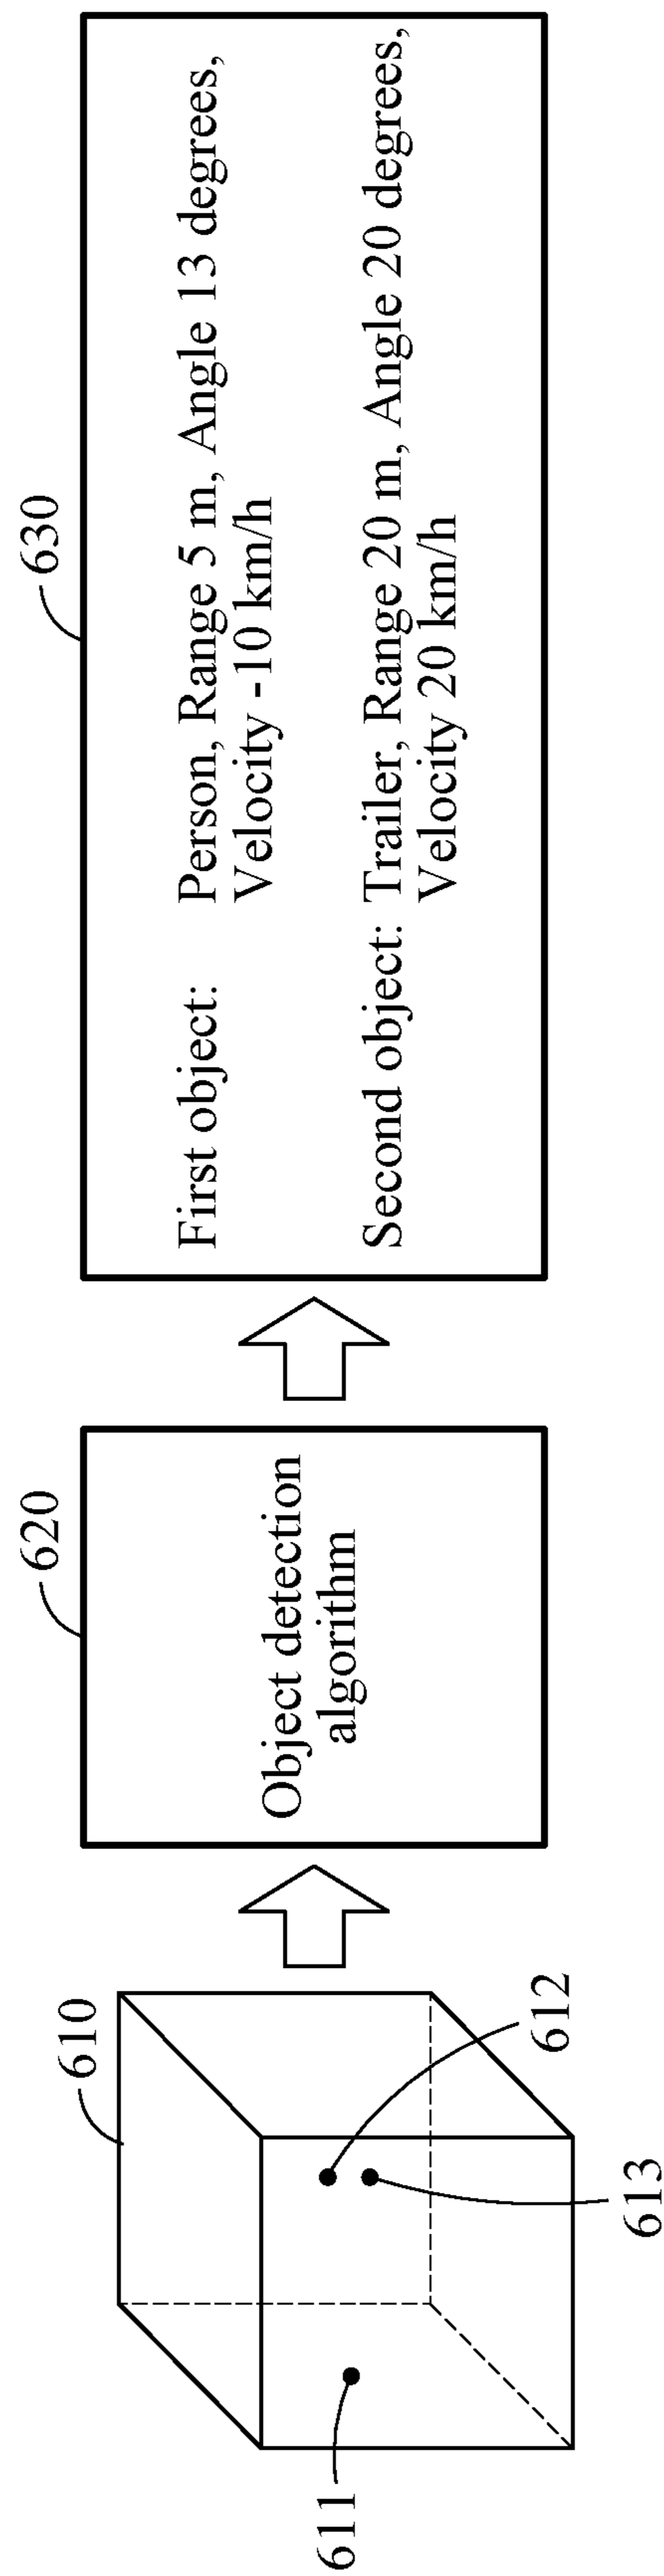 610
611
612
613
620
Object detection
algorithm
630
First object: Person, Range 5 m, Angle 13 degrees,
Velocity -10 km/h
Second object: Trailer, Range 20 m, Angle 20 degrees,
Velocity 20 km/h